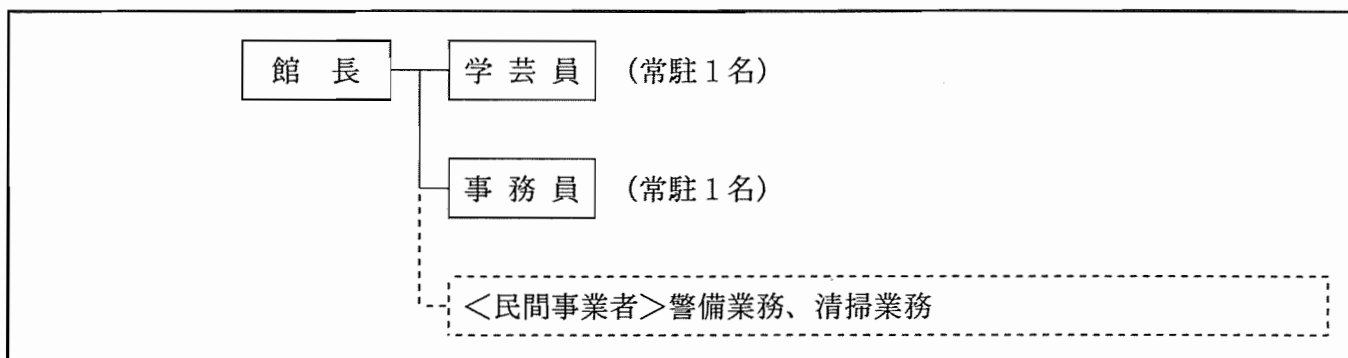 館長 学芸員 (常駐1名)
事務員 (常駐1名)
<民間事業者>警備業務、清掃業務